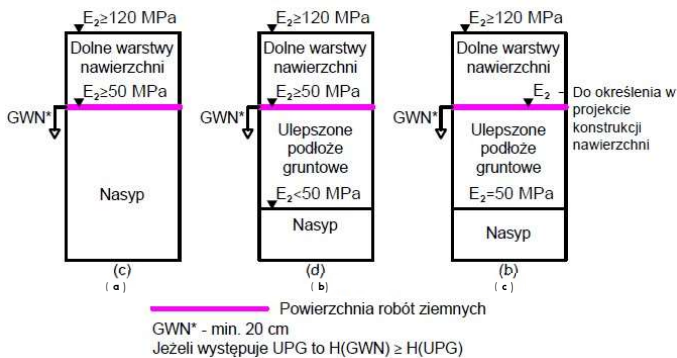 E₂≥120 MPa
Dolne warstwy
nawierzchni
E₂≥50 MPa
GWN*
Nasyp
(c)
(a)
E₂≥120 MPa
Dolne warstwy
nawierzchni
E₂≥50 MPa
GWN*
Ulepszone
podłoże
gruntowe
E₂<50 MPa
Nasyp
(d)
(b)
E₂≥120 MPa
Dolne warstwy
nawierzchni
E₂ -
Do określenia w
projekcie
konstrukcji
nawierzchni
GWN*
Ulepszone
podłoże
gruntowe
E₂=50 MPa
Nasyp
(b)
(c)
Powierzchnia robót ziemnych
GWN* - min. 20 cm
Jeżeli występuje UPG to H(GWN) ≥ H(UPG)